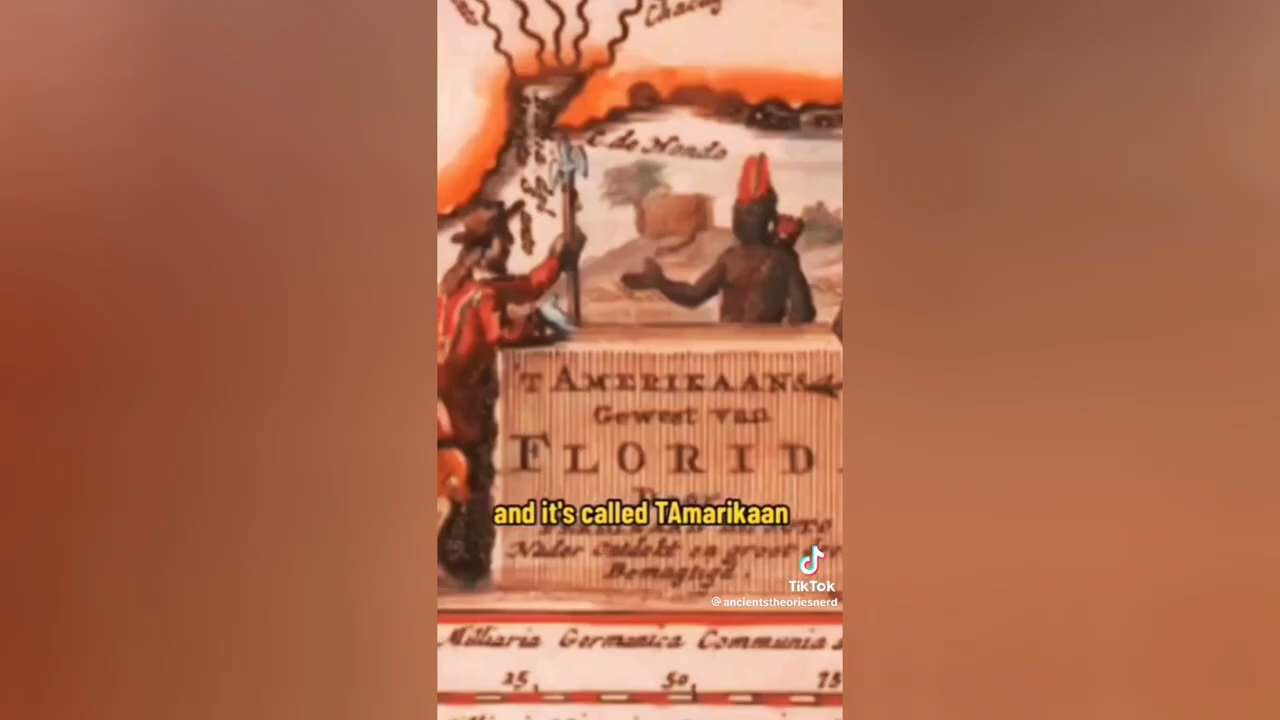 C. de Hondo
'T AMERIKAANS
Gewest van
FLORID
Door
and it's called TAmarikaan
Nader Ontdekt en groot
Bemagtigd.
TikTok
@ancientstheoriesnerd
Milliaria Germanica Communia
25 50 75